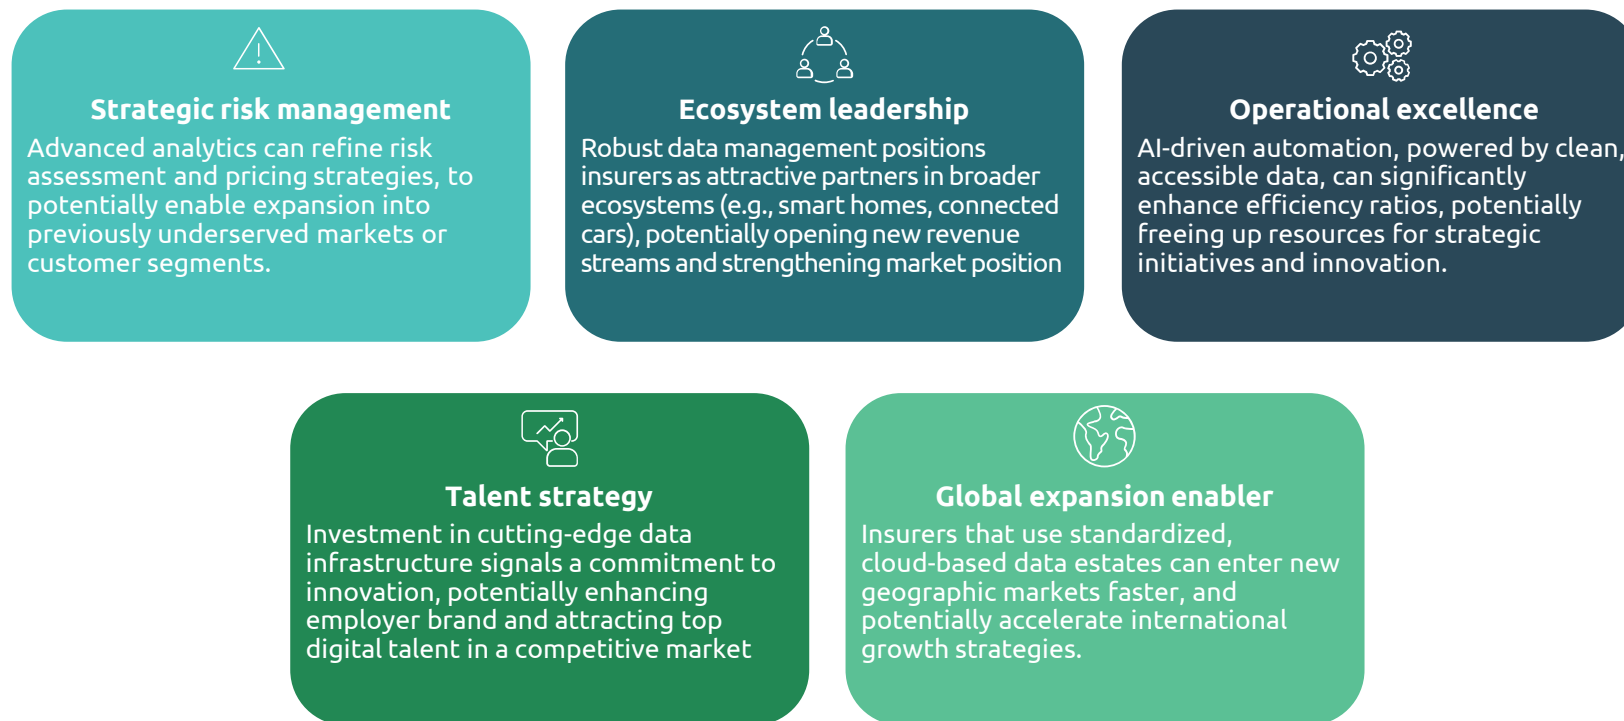 Strategic risk management
Advanced analytics can refine risk
assessment and pricing strategies, to
potentially enable expansion into
previously underserved markets or
customer segments.
Ecosystem leadership
Robust data management positions
insurers as attractive partners in broader
ecosystems (e.g., smart homes, connected
cars), potentially opening new revenue
streams and strengthening market position
Operational excellence
AI-driven automation, powered by clean,
accessible data, can significantly
enhance efficiency ratios, potentially
freeing up resources for strategic
initiatives and innovation.
Talent strategy
Investment in cutting-edge data
infrastructure signals a commitment to
innovation, potentially enhancing
employer brand and attracting top
digital talent in a competitive market
Global expansion enabler
Insurers that use standardized,
cloud-based data estates can enter new
geographic markets faster, and
potentially accelerate international
growth strategies.